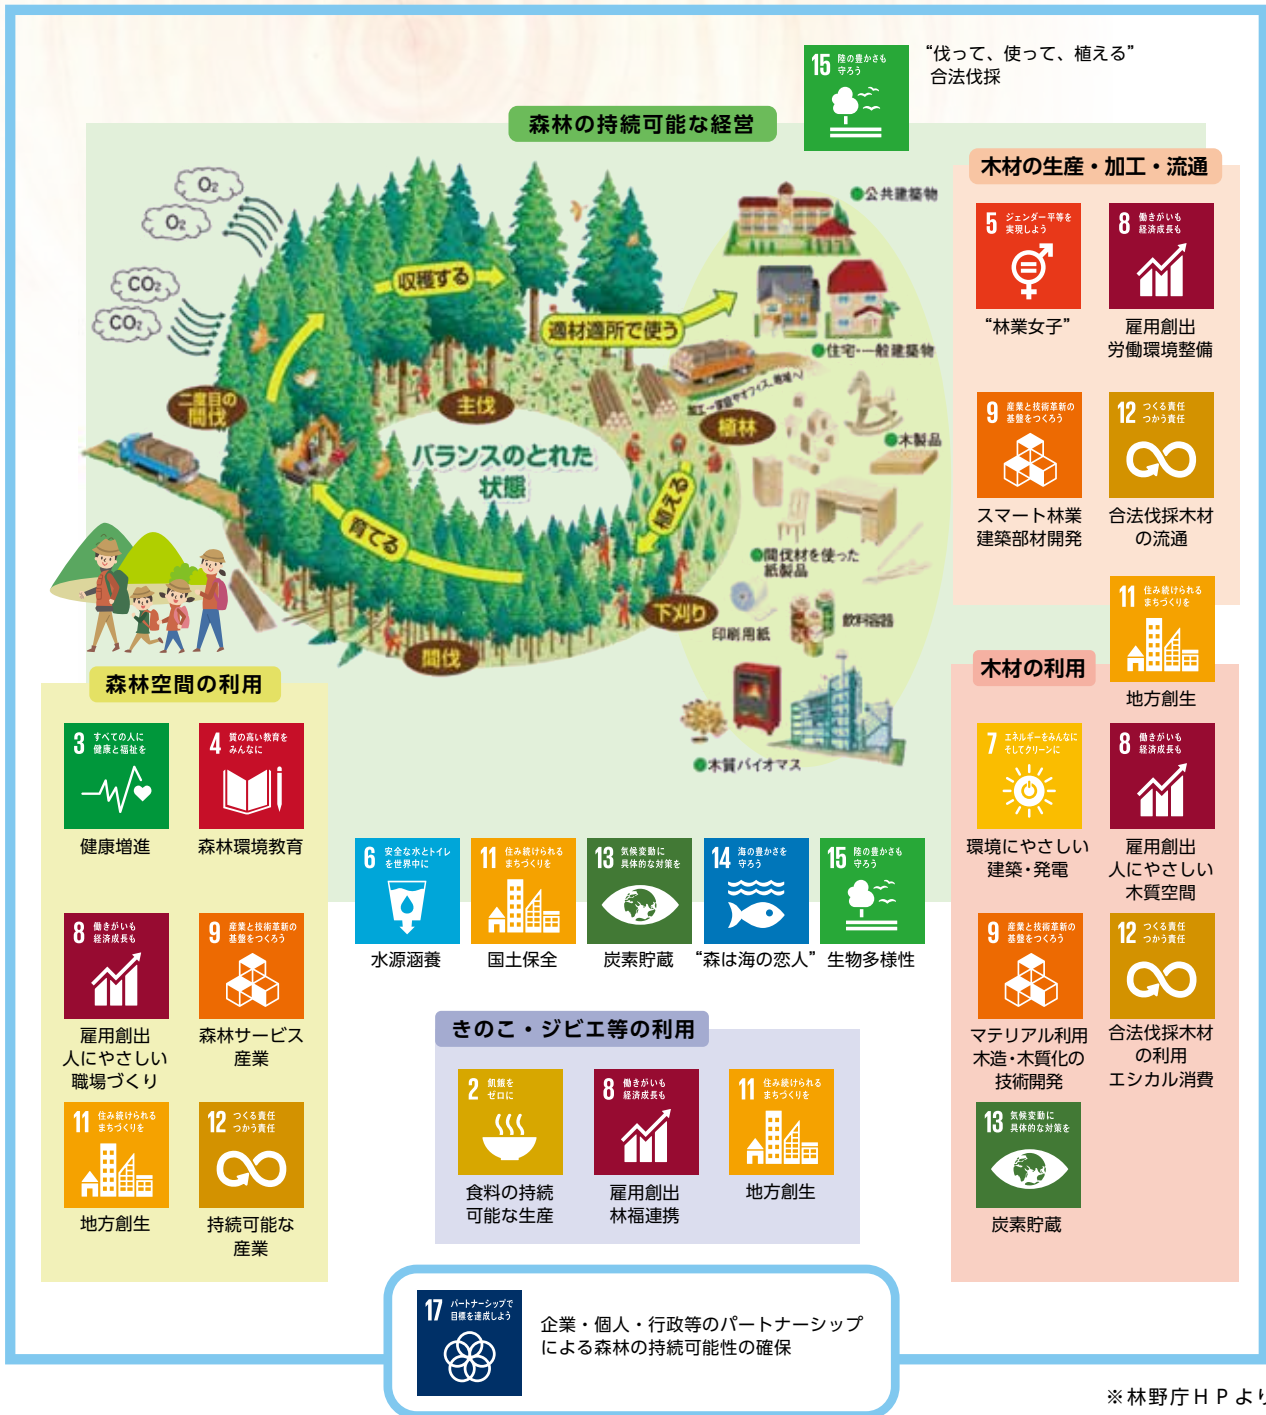 15 陸の豊かさも
守ろう
“伐って、使って、植える”
合法伐採
森林の持続可能な経営
O₂
O₂
CO₂
CO₂
収穫する
適材適所で使う
二度目の
間伐
主伐
バランスのとれた
状態
植林
植える
育てる
下刈り
間伐
公共建築物
住宅・一般建築物
木製品
間伐材を使った
紙製品
印刷用紙
飲料容器
木質バイオマス
木材の生産・加工・流通
5 ジェンダー平等を
実現しよう
“林業女子”
8 働きがいも
経済成長も
雇用創出
労働環境整備
9 産業と技術革新の
基盤をつくろう
スマート林業
建築部材開発
12 つくる責任
つかう責任
合法伐採木材
の流通
木材の利用
11 住み続けられる
まちづくりを
地方創生
7 エネルギーをみんなに
そしてクリーンに
環境にやさしい
建築・発電
8 働きがいも
経済成長も
雇用創出
人にやさしい
木質空間
9 産業と技術革新の
基盤をつくろう
マテリアル利用
木造・木質化の
技術開発
12 つくる責任
つかう責任
合法伐採木材
の利用
エシカル消費
13 気候変動に
具体的な対策を
炭素貯蔵
森林空間の利用
3 すべての人に
健康と福祉を
健康増進
4 質の高い教育を
みんなに
森林環境教育
8 働きがいも
経済成長も
雇用創出
人にやさしい
職場づくり
9 産業と技術革新の
基盤をつくろう
森林サービス
産業
11 住み続けられる
まちづくりを
地方創生
12 つくる責任
つかう責任
持続可能な
産業
6 安全な水とトイレ
を世界中に
水源涵養
11 住み続けられる
まちづくりを
国土保全
13 気候変動に
具体的な対策を
炭素貯蔵
14 海の豊かさを
守ろう
“森は海の恋人”
15 陸の豊かさも
守ろう
生物多様性
きのこ・ジビエ等の利用
2 飢餓を
ゼロに
食料の持続
可能な生産
8 働きがいも
経済成長も
雇用創出
林福連携
11 住み続けられる
まちづくりを
地方創生
17 パートナーシップで
目標を達成しよう
企業・個人・行政等のパートナーシップ
による森林の持続可能性の確保
※林野庁ＨＰより